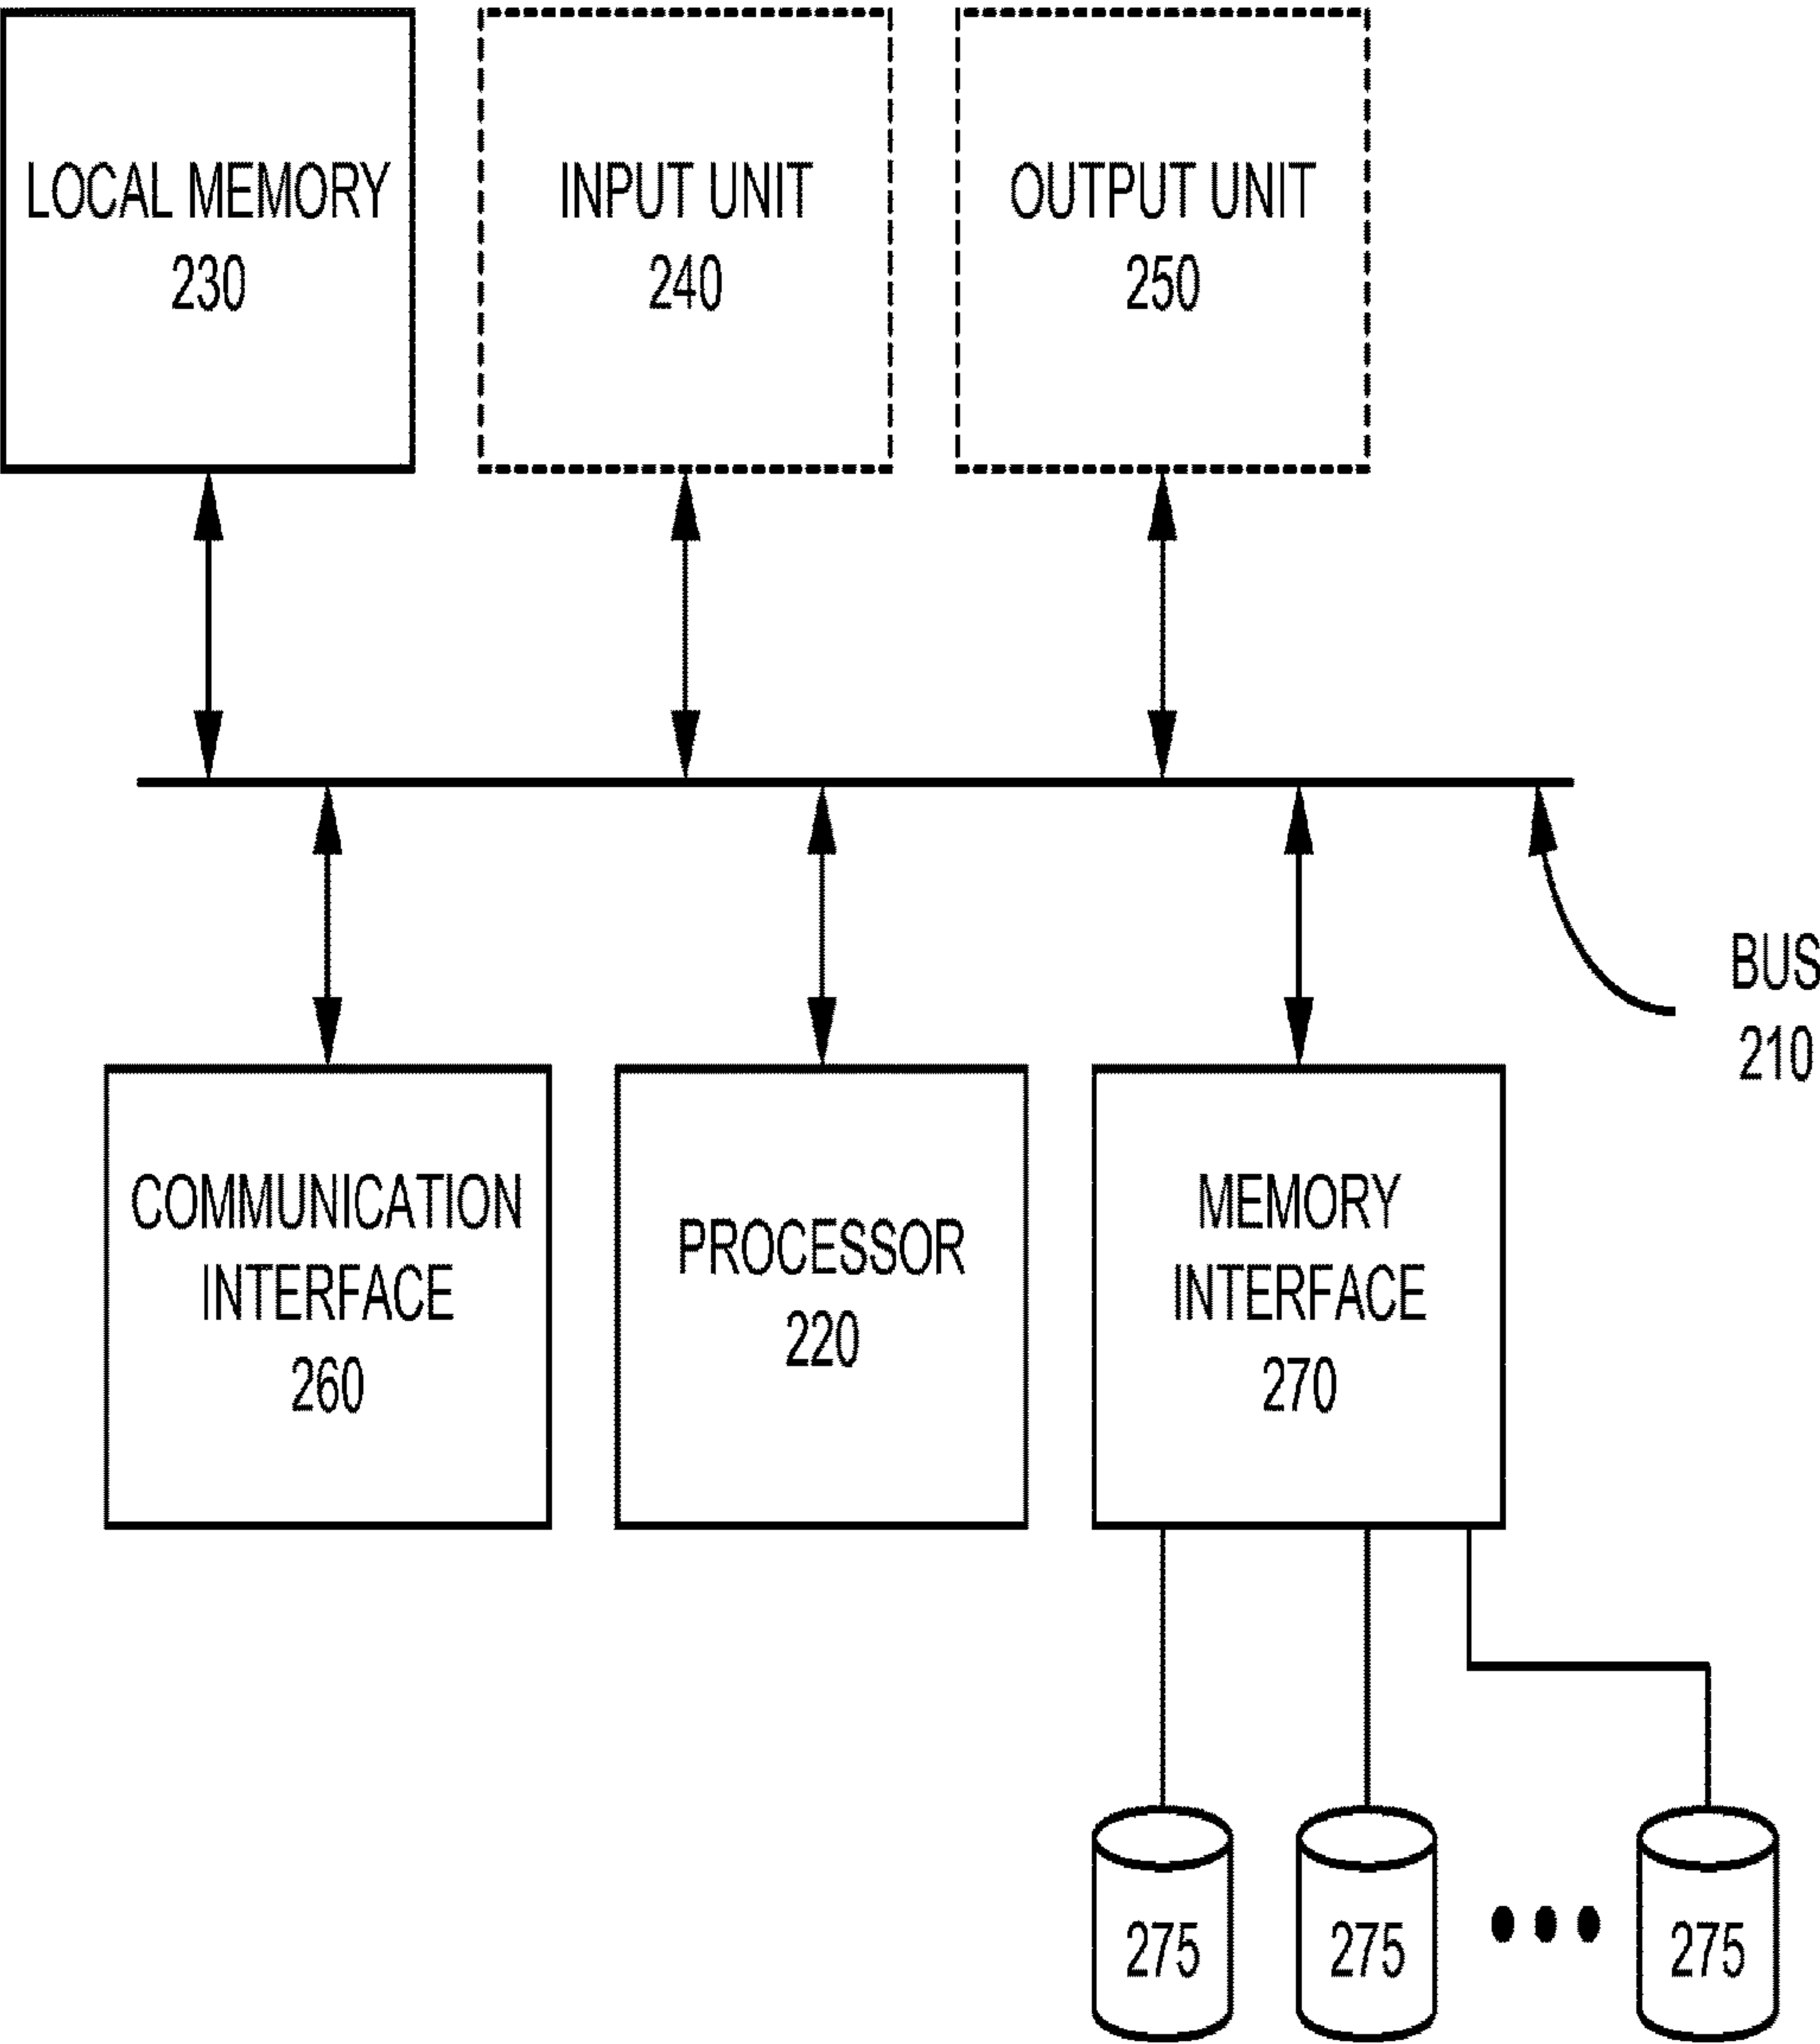 LOCAL MEMORY
230
INPUT UNIT
240
OUTPUT UNIT
250
BUS
210
COMMUNICATION
INTERFACE
260
PROCESSOR
220
MEMORY
INTERFACE
270
275
275
275